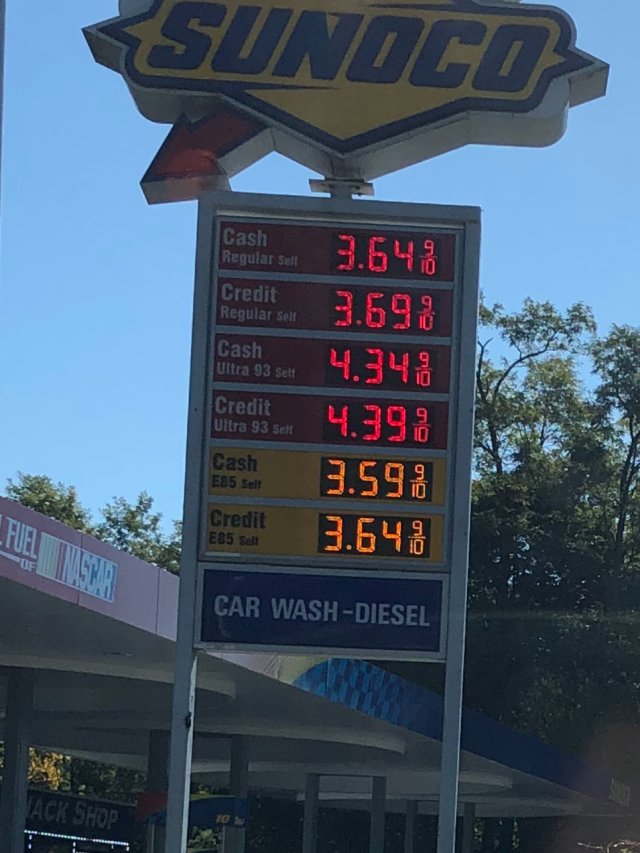 SUNOCO
Cash
Regular Self 3.64 9/10
Credit
Regular Self 3.69 9/10
Cash
Ultra 93 Self 4.34 9/10
Credit
Ultra 93 Self 4.39 9/10
Cash
E85 Self 3.59 9/10
Credit
E85 Self 3.64 9/10
CAR WASH-DIESEL
FUEL
OF
NASCAR
ACK SHOP